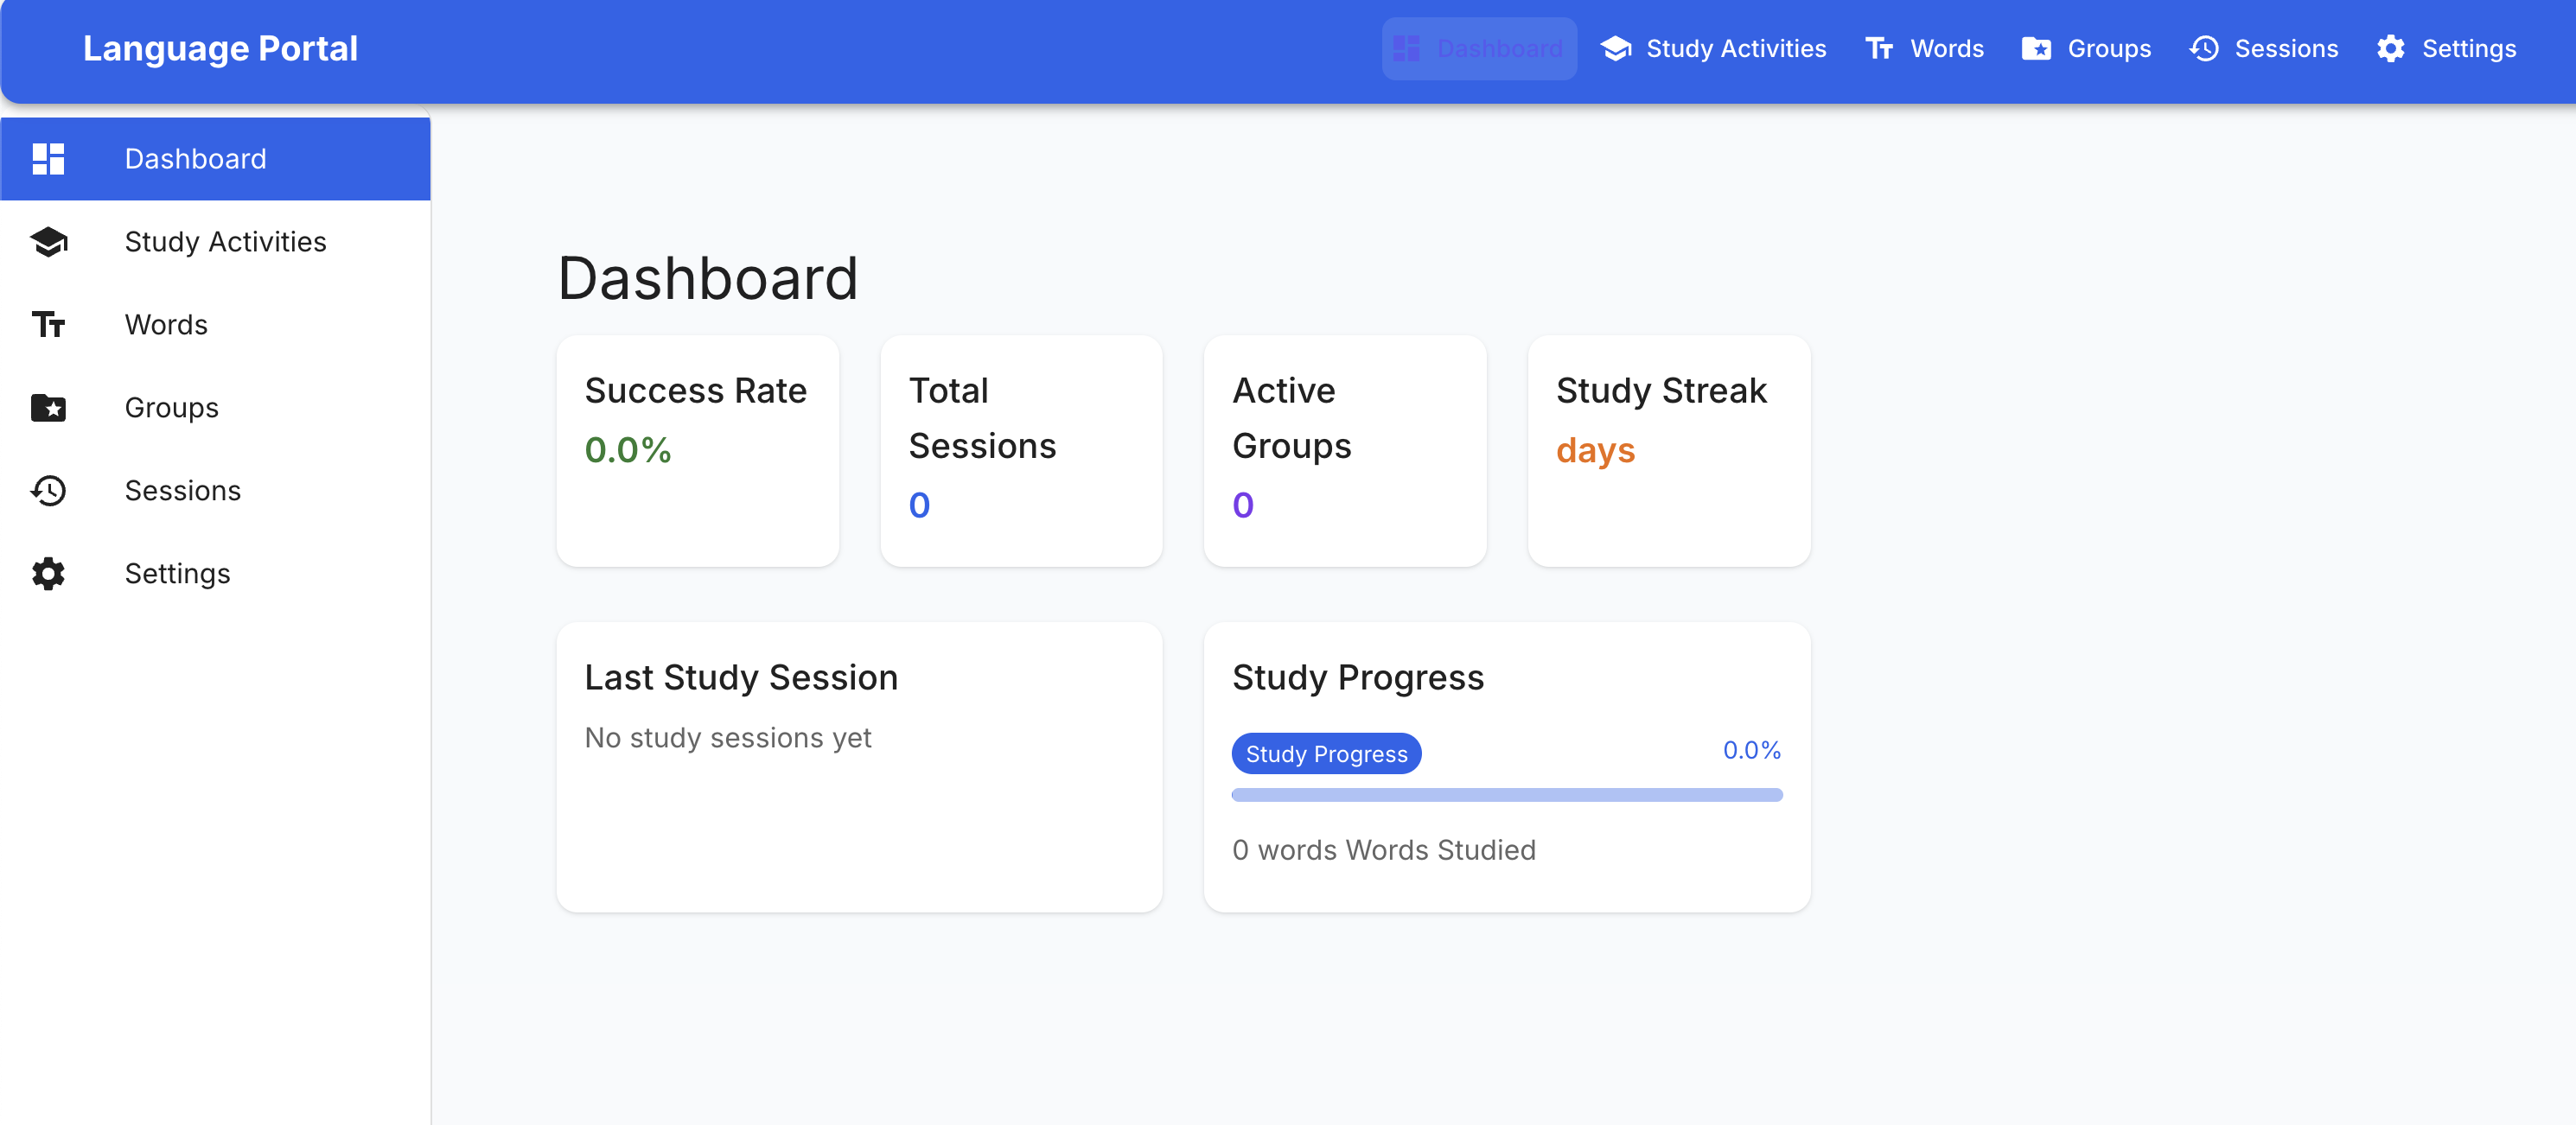 Language Portal
Dashboard
Study Activities
Words
Groups
Sessions
Settings
Dashboard
Study Activities
Words
Groups
Sessions
Settings
Dashboard
Success Rate
0.0%
Total
Sessions
0
Active
Groups
0
Study Streak
days
Last Study Session
No study sessions yet
Study Progress
Study Progress
0.0%
0 words Words Studied